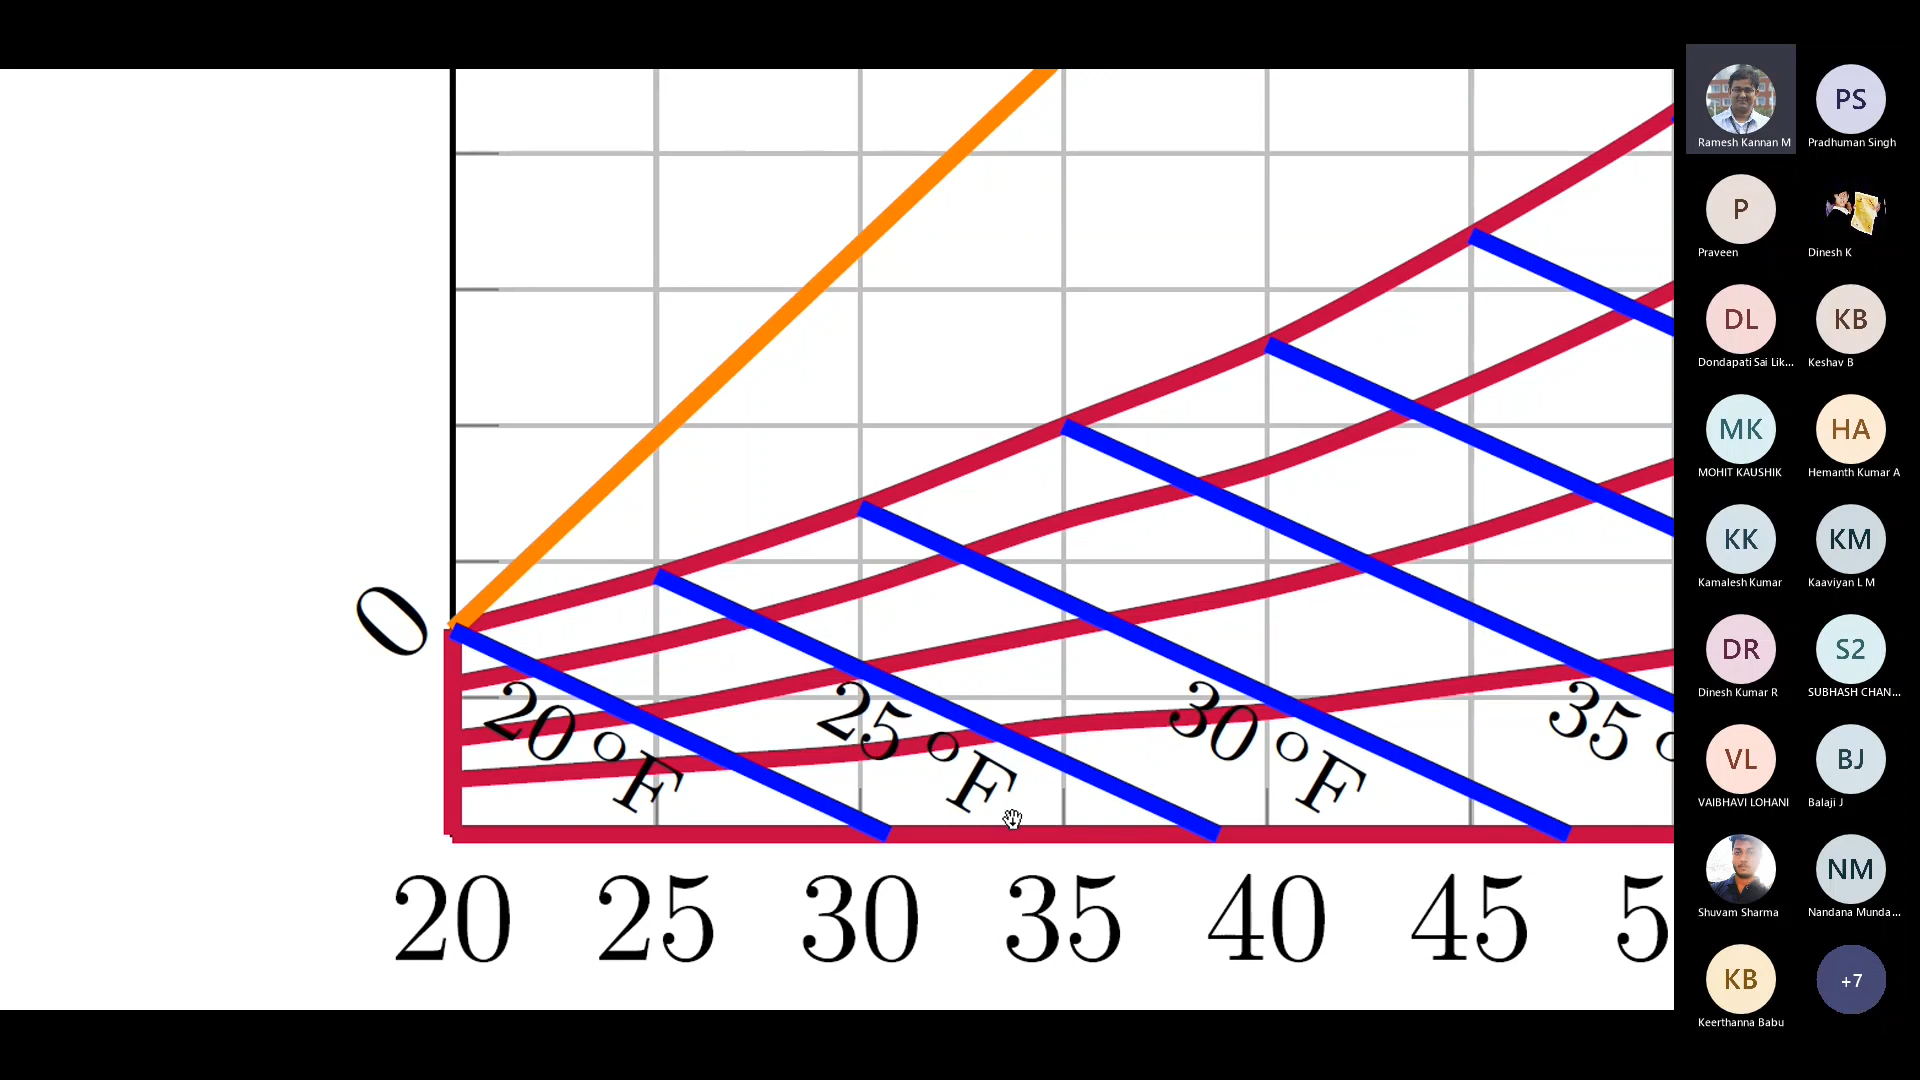 0
20 °F
25 °F
30 °F
35 °
20 25 30 35 40 45 5
Ramesh Kannan M
PS
Pradhuman Singh
P
Praveen
Dinesh K
DL
Dondapati Sai Lik...
KB
Keshav B
MK
MOHIT KAUSHIK
HA
Hemanth Kumar A
KK
Kamalesh Kumar
KM
Kaaviyan L M
DR
Dinesh Kumar R
S2
SUBHASH CHAN...
VL
VAIBHAVI LOHANI
BJ
Balaji J
Shuvam Sharma
NM
Nandana Munda...
KB
Keerthanna Babu
+7